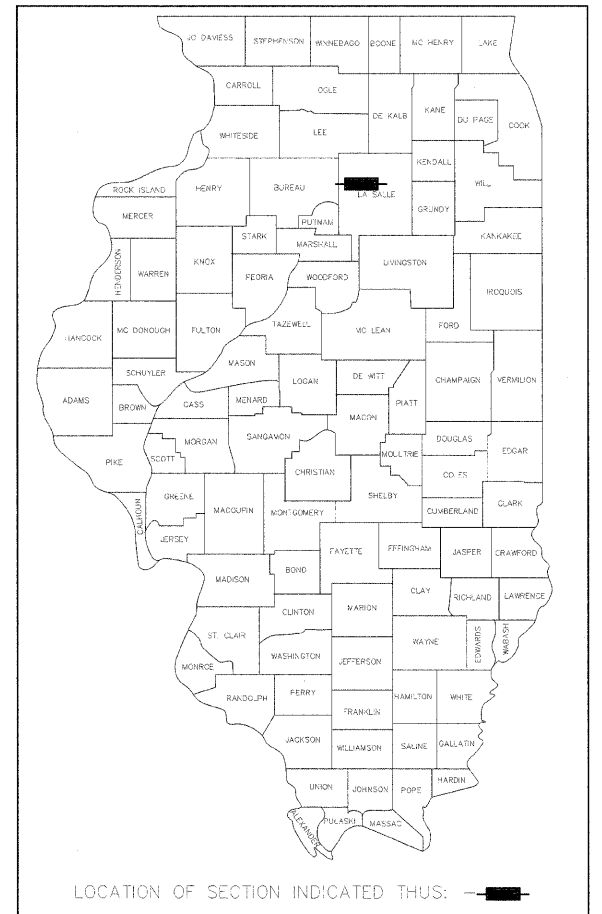 JO DAVIESS STEPHENSON WINNEBAGO BOONE MC HENRY LAKE
CARROLL OGLE DE KALB KANE DU PAGE COOK
WHITESIDE LEE
KENDALL WILL
ROCK ISLAND HENRY BUREAU LA SALLE GRUNDY
MERCER PUTNAM
STARK MARSHALL KANKAKEE
HENDERSON WARREN KNOX PEORIA WOODFORD LIVINGSTON IROQUOIS
HANCOCK MC DONOUGH FULTON TAZEWELL MC LEAN FORD
SCHUYLER MASON LOGAN DE WITT CHAMPAIGN VERMILION
ADAMS BROWN CASS MENARD MACON PIATT
MORGAN SANGAMON DOUGLAS EDGAR
PIKE SCOTT CHRISTIAN MOULTRIE COLES
GREENE MACOUPIN MONTGOMERY SHELBY CUMBERLAND CLARK
CALHOUN JERSEY FAYETTE EFFINGHAM JASPER CRAWFORD
MADISON BOND
CLAY RICHLAND LAWRENCE
CLINTON MARION
ST. CLAIR WAYNE EDWARDS WABASH
MONROE WASHINGTON JEFFERSON
RANDOLPH PERRY HAMILTON WHITE
FRANKLIN
JACKSON WILLIAMSON SALINE GALLATIN
UNION JOHNSON POPE HARDIN
ALEXANDER PULASKI MASSAC
LOCATION OF SECTION INDICATED THUS: